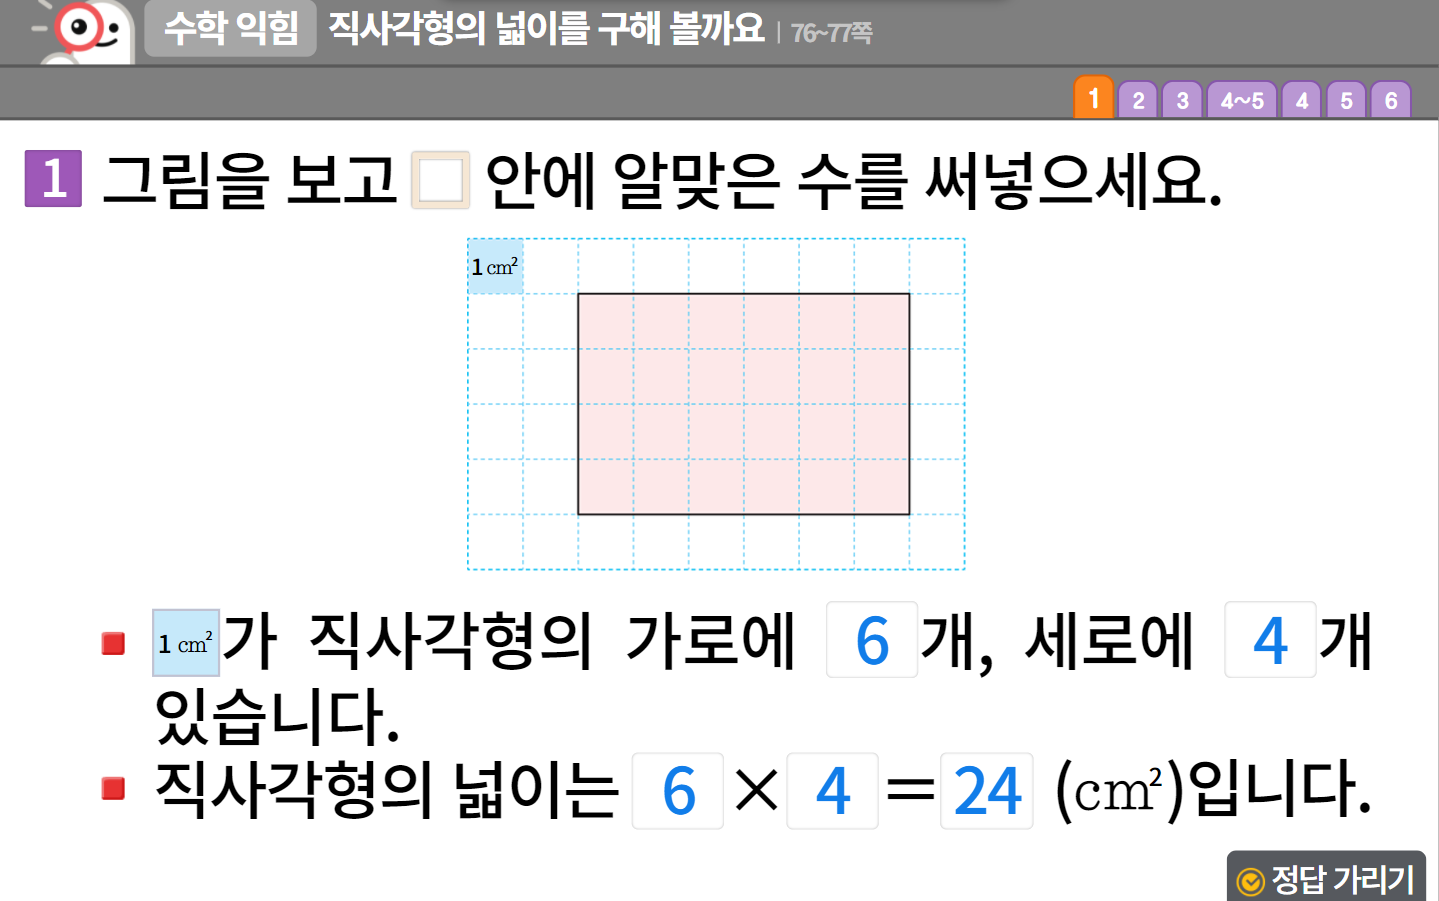 수학 익힘 직사각형의 넓이를 구해 볼까요 | 76~77쪽
1 2 3 4~5 4 5 6
1 그림을 보고 □ 안에 알맞은 수를 써넣으세요.
1 cm²
1 cm²가 직사각형의 가로에 6개, 세로에 4개
있습니다.
직사각형의 넓이는 6×4=24 (cm²)입니다.
정답 가리기